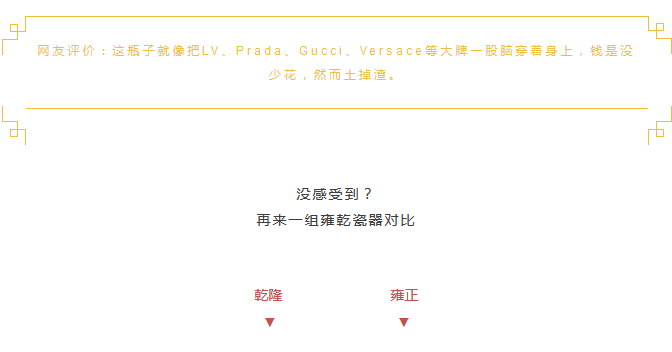 网友评价：这瓶子就像把LV、Prada、Gucci、Versace等大牌一股脑穿着身上，钱是没
少花，然而土掉渣。
没感受到？
再来一组雍乾瓷器对比
乾隆 雍正
▼ ▼